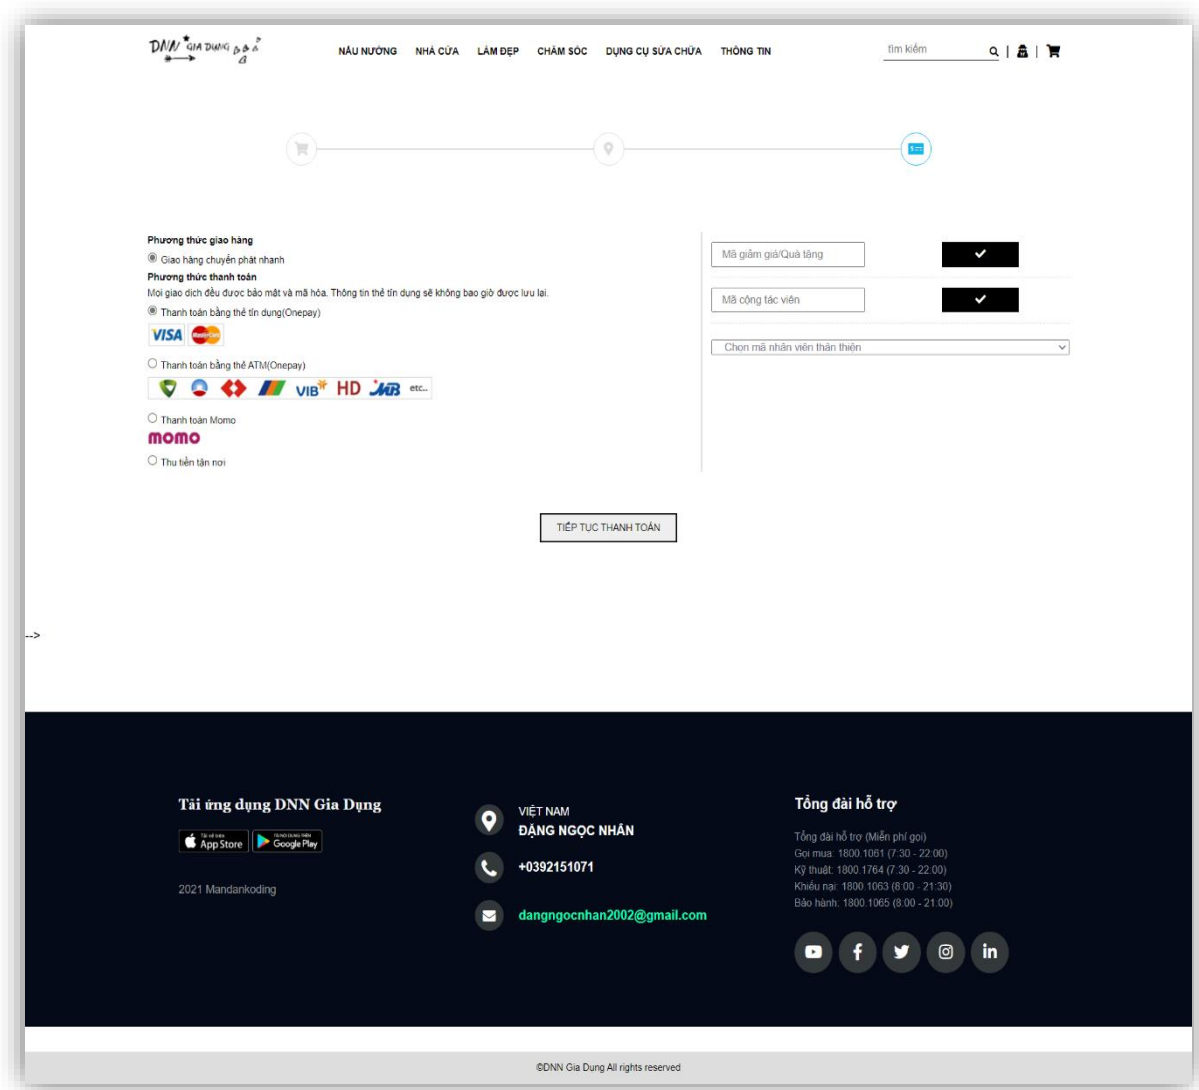 DNN GIA DUNG
NẤU NƯỚNG NHÀ CỬA LÀM ĐẸP CHĂM SÓC DỤNG CỤ SỬA CHỮA THÔNG TIN
tìm kiếm
Phương thức giao hàng
Giao hàng chuyển phát nhanh
Phương thức thanh toán
Mọi giao dịch đều được bảo mật và mã hóa. Thông tin thẻ tín dụng sẽ không bao giờ được lưu lại.
Thanh toán bằng thẻ tín dụng(Onepay)
VISA MasterCard
Thanh toán bằng thẻ ATM(Onepay)
VIB HD MB etc..
Thanh toán Momo
momo
Thu tiền tận nơi
Mã giảm giá/Quà tặng
Mã cộng tác viên
Chọn mã nhân viên thân thiện
TIẾP TỤC THANH TOÁN
-->
Tải ứng dụng DNN Gia Dụng
App Store
Google Play
2021 Mandankoding
VIỆT NAM
ĐẶNG NGỌC NHÂN
+0392151071
dangngocnhan2002@gmail.com
Tổng đài hỗ trợ
Tổng đài hỗ trợ (Miễn phí gọi)
Gọi mua: 1800.1061 (7:30 - 22:00)
Kỹ thuật: 1800.1764 (7:30 - 22:00)
Khiếu nại: 1800.1063 (8:00 - 21:30)
Bảo hành: 1800.1065 (8:00 - 21:00)
©DNN Gia Dung All rights reserved